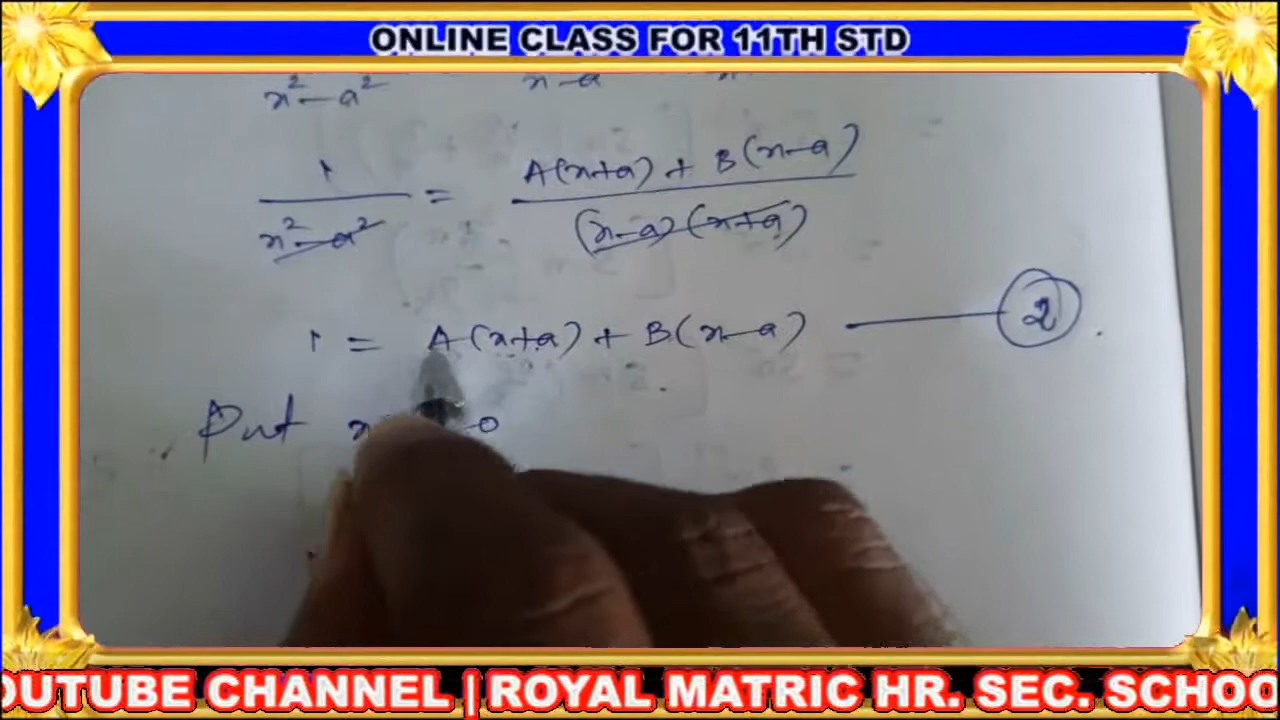 ONLINE CLASS FOR 11TH STD
x²-a² x-a
1/x²-a² = A(x+a) + B(x-a)/(x-a)(x+a)
1 = A(x+a) + B(x-a) —— 2
Put x
OUTUBE CHANNEL | ROYAL MATRIC HR. SEC. SCHOO